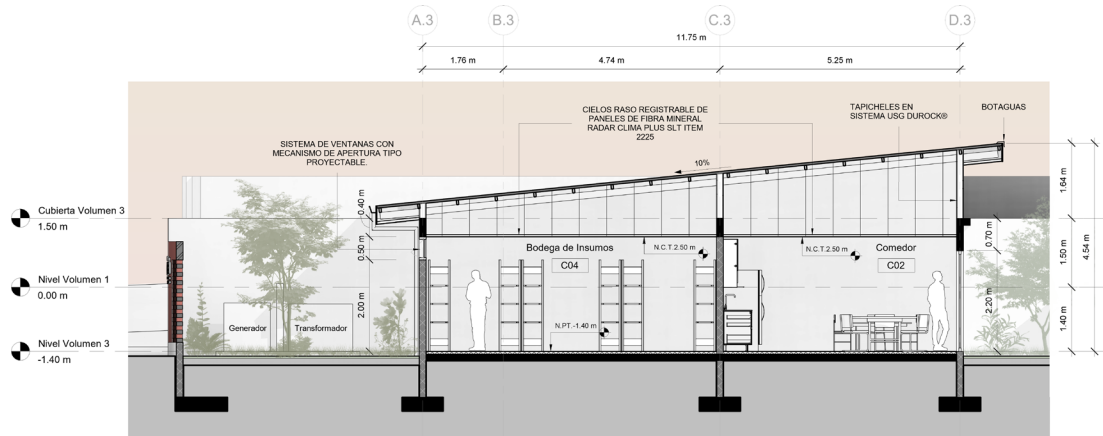 A.3
B.3
C.3
D.3
11.75 m
1.76 m
4.74 m
5.25 m
SISTEMA DE VENTANAS CON
MECANISMO DE APERTURA TIPO
PROYECTABLE.
CIELOS RASO REGISTRABLE DE
PANELES DE FIBRA MINERAL
RADAR CLIMA PLUS SLT ITEM
2225
TAPICHELES EN
SISTEMA USG DUROCK®
BOTAGUAS
10%
Cubierta Volumen 3
1.50 m
Nivel Volumen 1
0.00 m
Nivel Volumen 3
-1.40 m
0.40 m
0.50 m
2.00 m
Generador
Transformador
Bodega de Insumos
C04
N.C.T.2.50 m
N.PT.-1.40 m
N.C.T.2.50 m
Comedor
C02
0.70 m
2.20 m
1.64 m
1.50 m
1.40 m
4.54 m